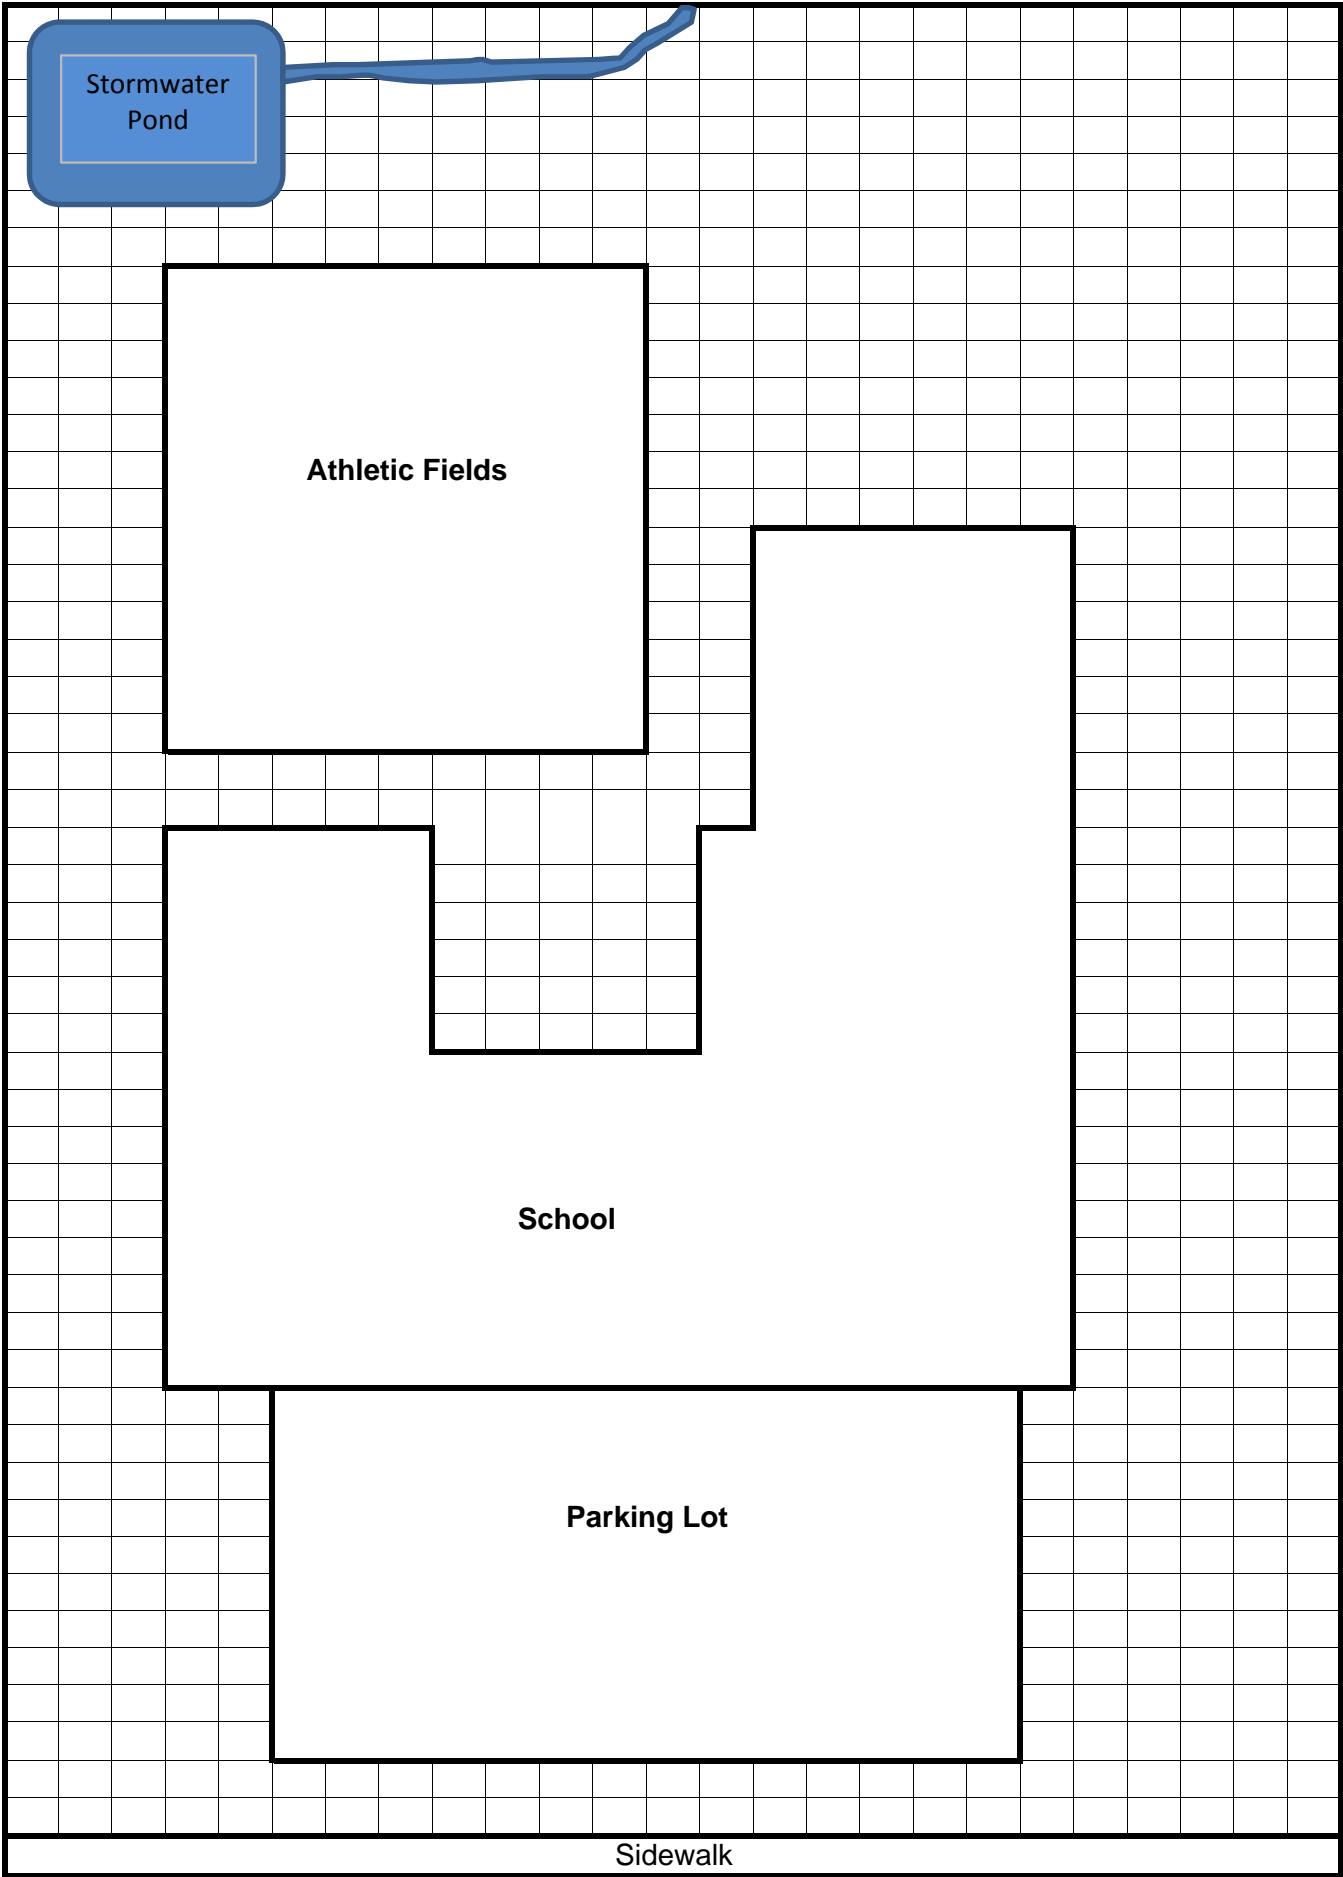 Stormwater
Pond
Athletic Fields
School
Parking Lot
Sidewalk